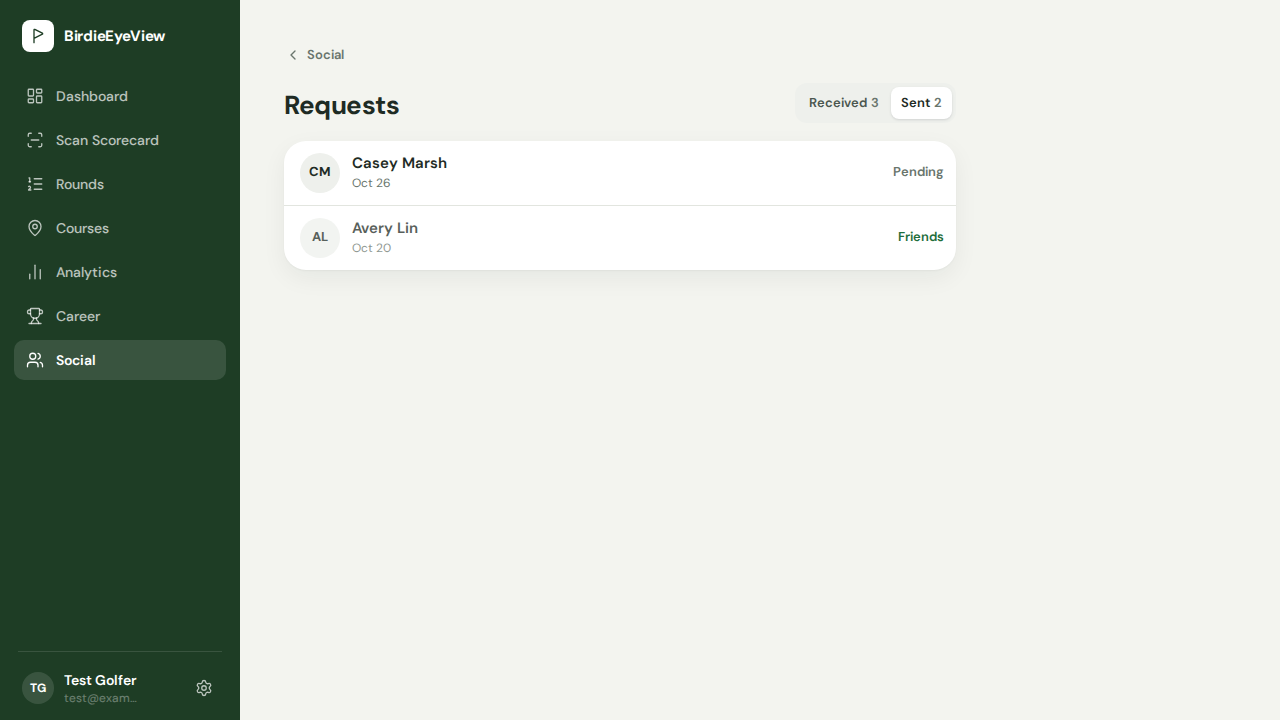 BirdieEyeView
Dashboard
Scan Scorecard
Rounds
Courses
Analytics
Career
Social
TG
Test Golfer
test@exam...
Social
Requests
Received 3
Sent 2
CM
Casey Marsh
Oct 26
Pending
AL
Avery Lin
Oct 20
Friends